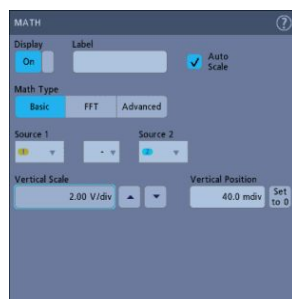 MATH ?
Display Label
On
Auto
Scale
Math Type
Basic FFT Advanced
Source 1 Source 2
1 - 2
Vertical Scale Vertical Position
2.00 V/div 40.0 mdiv Set
to 0